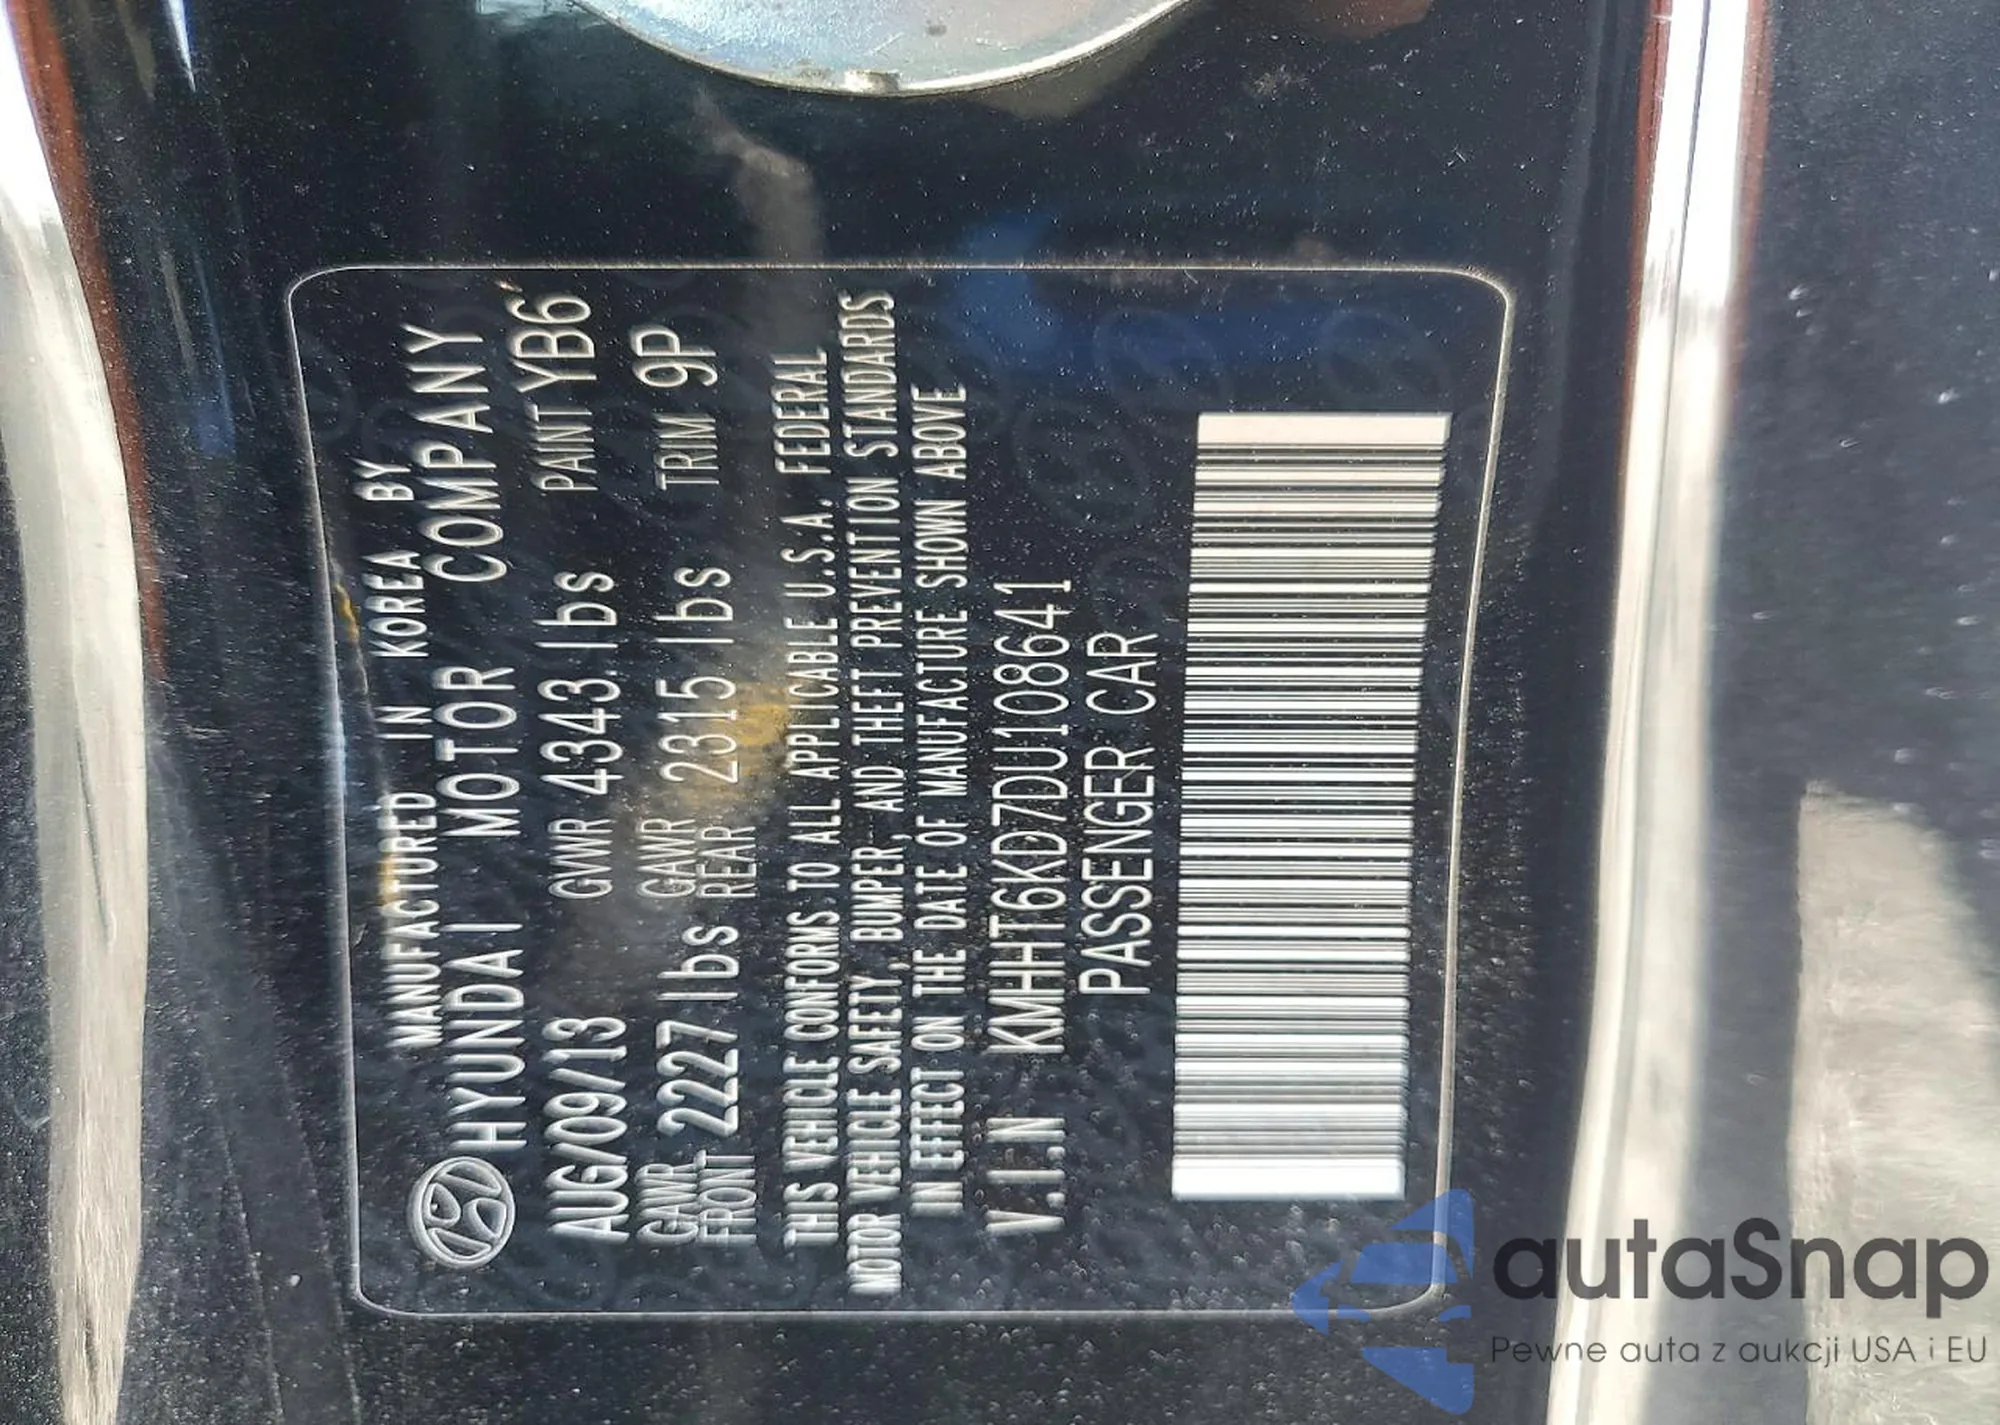 MANUFACTURED IN KOREA BY
HYUNDAI MOTOR COMPANY
AUG/09/13 GVWR 4343.lbs PAINT YB6
GAWR FRONT 2227 lbs GAWR REAR 2315 lbs TRIM 9P
THIS VEHICLE CONFORMS TO ALL APPLICABLE U.S.A. FEDERAL
MOTOR VEHICLE SAFETY, BUMPER, AND THEFT PREVENTION STANDARDS
IN EFFECT ON THE DATE OF MANUFACTURE SHOWN ABOVE
V.I.N KMHHT6KD7DU108641
PASSENGER CAR
autaSnap
Pewne auta z aukcji USA i EU